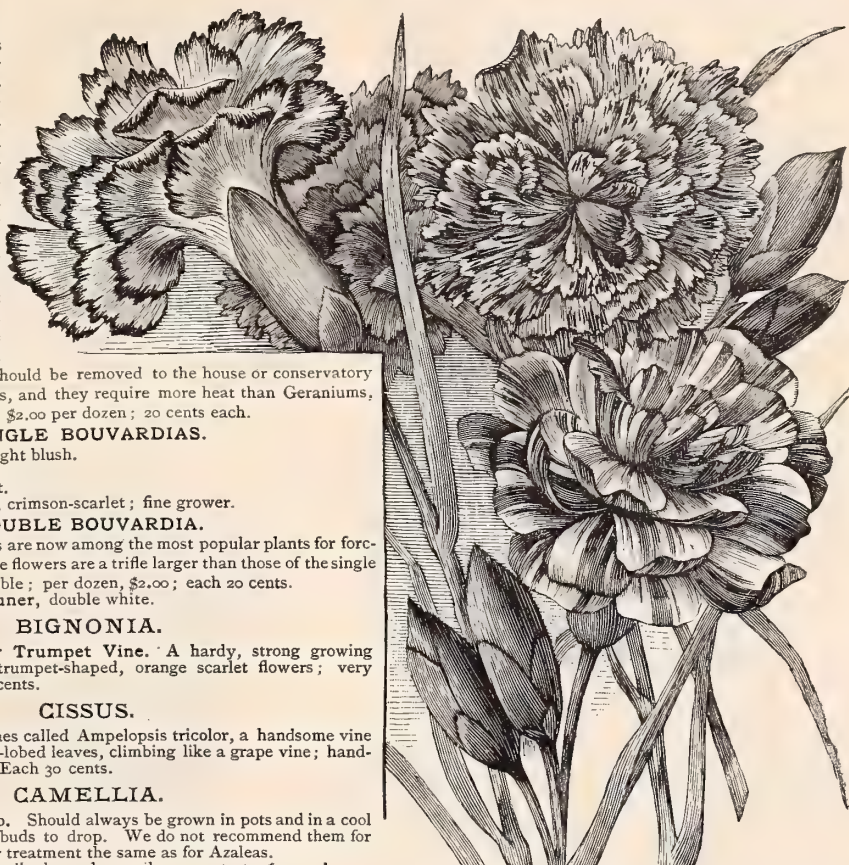 hould be removed to the house or conservatory
s, and they require more heat than Geraniums,
$2.00 per dozen; 20 cents each.
NGLE BOUVARDIAS.
ght blush.
t.
, crimson-scarlet; fine grower.
OUBLE BOUVARDIA.
s are now among the most popular plants for forc-
e flowers are a trifle larger than those of the single
ble; per dozen, $2.00; each 20 cents.
nner, double white.
BIGNONIA.
r Trumpet Vine. A hardy, strong growing
trumpet-shaped, orange scarlet flowers; very
cents.
CISSUS.
nes called Ampelopsis tricolor, a handsome vine
-lobed leaves, climbing like a grape vine; hand-
Each 30 cents.
CAMELLIA.
o. Should always be grown in pots and in a cool
buds to drop. We do not recommend them for
r treatment the same as for Azaleas.